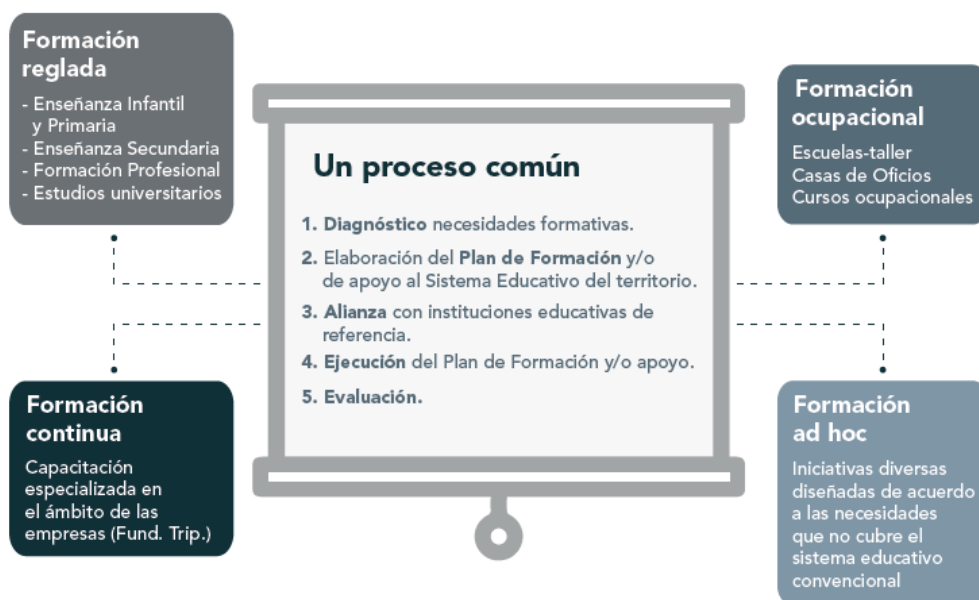 Formación
reglada
- Enseñanza Infantil
y Primaria
- Enseñanza Secundaria
- Formación Profesional
- Estudios universitarios
Formación
ocupacional
Escuelas-taller
Casas de Oficios
Cursos ocupacionales
Un proceso común
1. Diagnóstico necesidades formativas.
2. Elaboración del Plan de Formación y/o
de apoyo al Sistema Educativo del territorio.
3. Alianza con instituciones educativas de
referencia.
4. Ejecución del Plan de Formación y/o apoyo.
5. Evaluación.
Formación
continua
Capacitación
especializada en
el ámbito de las
empresas (Fund. Trip.)
Formación
ad hoc
Iniciativas diversas
diseñadas de acuerdo
a las necesidades
que no cubre el
sistema educativo
convencional